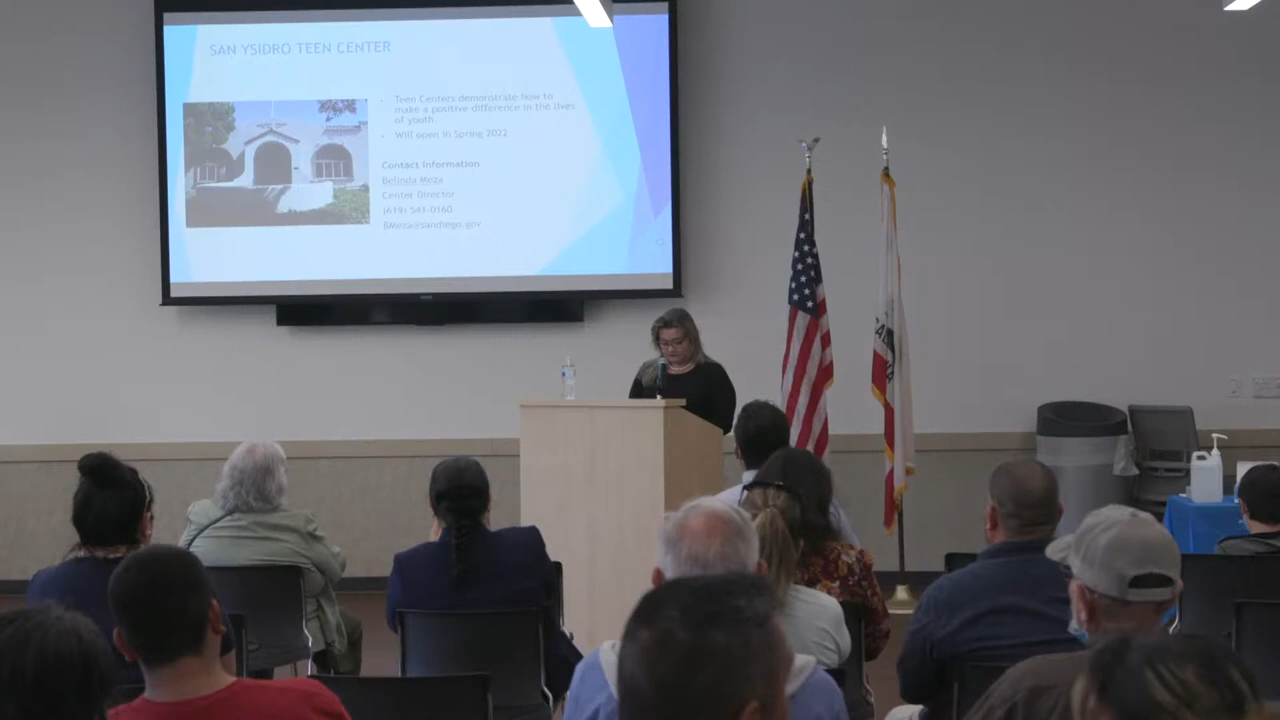 SAN YSIDRO TEEN CENTER
Teen Centers demonstrate how to
make a positive difference in the lives
of youth.
Will open in Spring 2022
Contact Information
Belinda Meza
Center Director
(619) 541-0160
BMeza@sandiego.gov